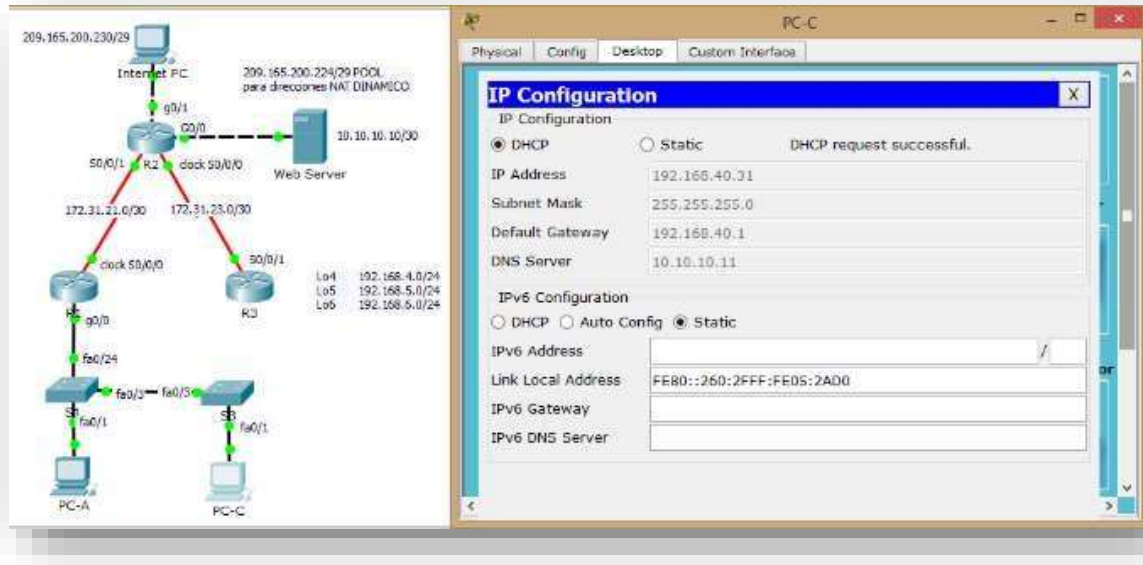 209.165.200.230/29
Internet PC
209.165.200.224/29 POOL
para direcciones NAT DINAMICO
g0/1
G0/0
10.10.10.10/30
S0/0/1
R2
clock S0/0/0
Web Server
172.31.21.0/30
172.31.23.0/30
clock S0/0/0
S0/0/1
Lo4 192.168.4.0/24
Lo5 192.168.5.0/24
Lo6 192.168.6.0/24
R3
g0/0
fa0/24
fa0/3
fa0/3
S1
S3
fa0/1
fa0/1
PC-A
PC-C
PC-C
Physical Config Desktop Custom Interface
IP Configuration X
IP Configuration
DHCP Static DHCP request successful.
IP Address 192.168.40.31
Subnet Mask 255.255.255.0
Default Gateway 192.168.40.1
DNS Server 10.10.10.11
IPv6 Configuration
DHCP Auto Config Static
IPv6 Address /
Link Local Address FE80::260:2FFF:FE05:2AD0
IPv6 Gateway
IPv6 DNS Server